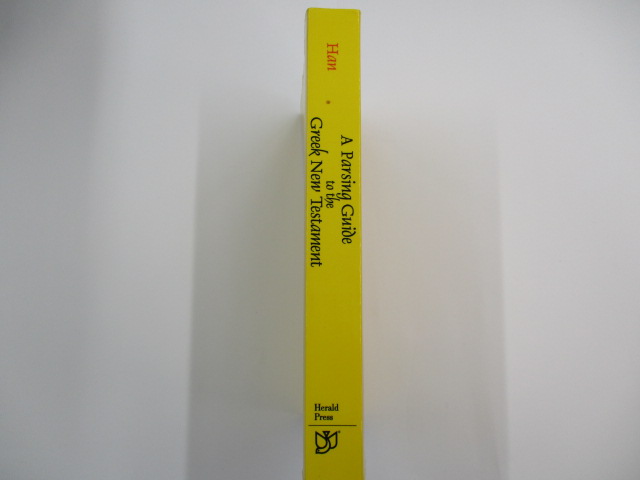 Han
A Parsing Guide
to the
Greek New Testament
Herald
Press